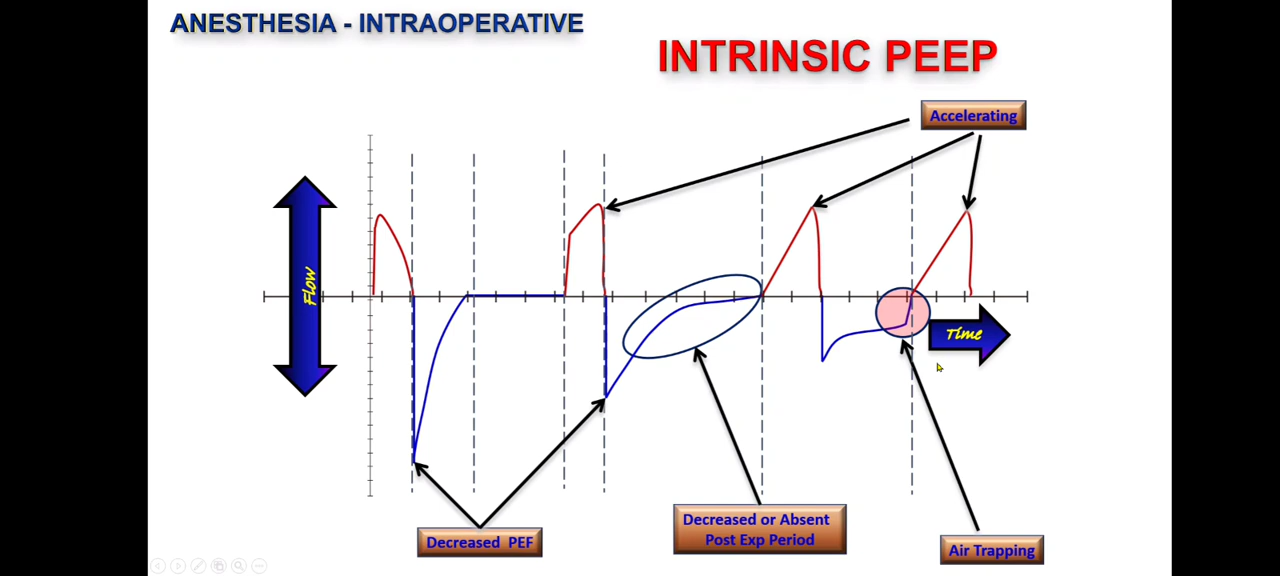 ANESTHESIA - INTRAOPERATIVE
INTRINSIC PEEP
Accelerating
Flow
Time
Decreased or Absent
Post Exp Period
Decreased PEF
Air Trapping